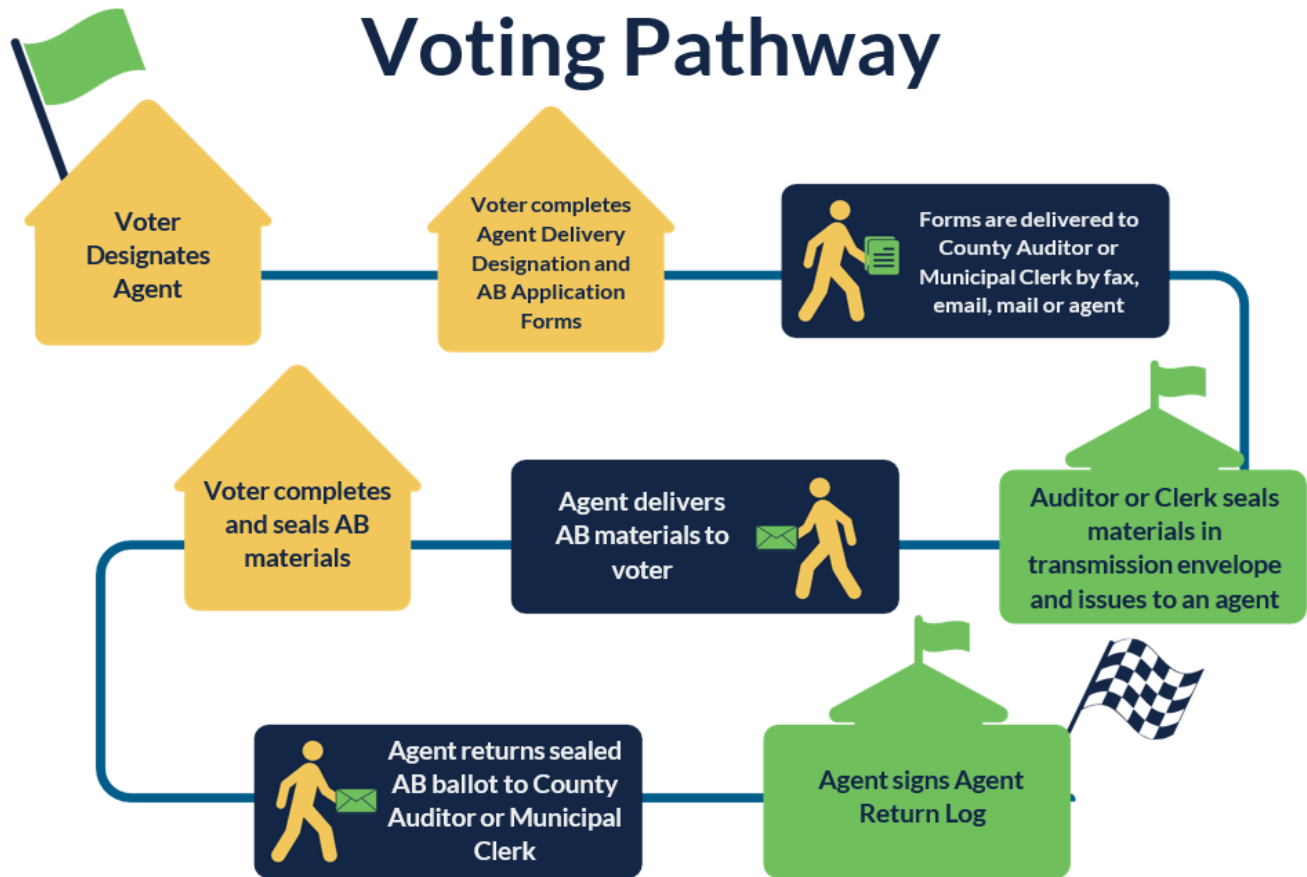 Voting Pathway
Voter
Designates
Agent
Voter completes
Agent Delivery
Designation and
AB Application
Forms
Forms are delivered to
County Auditor or
Municipal Clerk by fax,
email, mail or agent
Auditor or Clerk seals
materials in
transmission envelope
and issues to an agent
Agent delivers
AB materials to
voter
Voter completes
and seals AB
materials
Agent returns sealed
AB ballot to County
Auditor or Municipal
Clerk
Agent signs Agent
Return Log